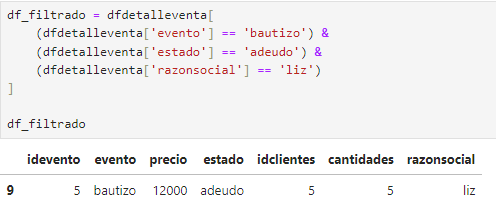 df_filtrado = dfdetalleventa[
    (dfdetalleventa['evento'] == 'bautizo') &
    (dfdetalleventa['estado'] == 'adeudo') &
    (dfdetalleventa['razonsocial'] == 'liz')
]
df_filtrado
idevento evento precio estado idclientes cantidades razonsocial
9 5 bautizo 12000 adeudo 5 5 liz